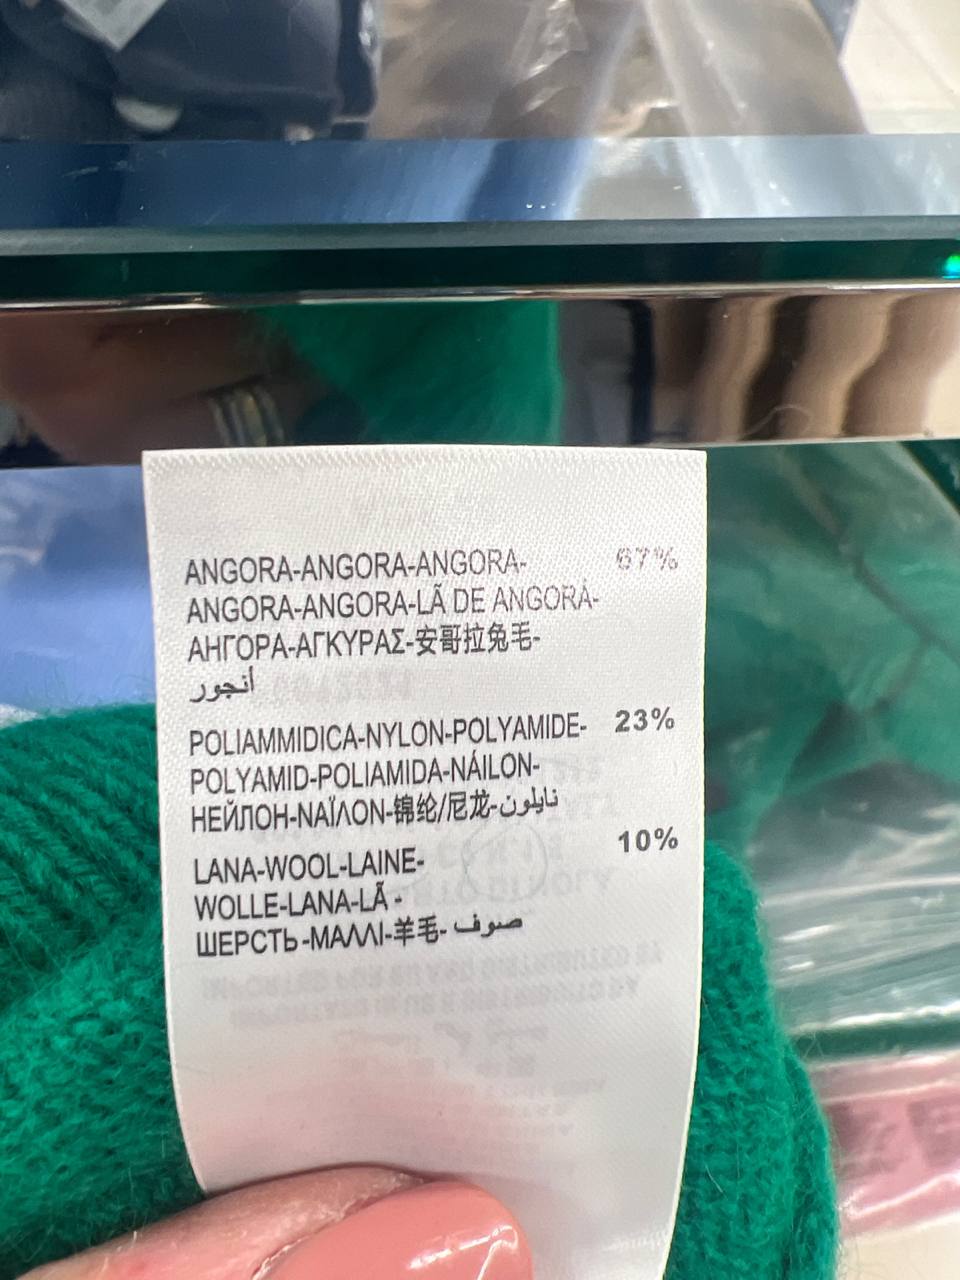 ANGORA-ANGORA-ANGORA- 67%
ANGORA-ANGORA-LÃ DE ANGORÀ-
АНГОРА-ΑΓΚΥΡΑΣ-安哥拉兔毛-
أنجور
POLIAMMIDICA-NYLON-POLYAMIDE- 23%
POLYAMID-POLIAMIDA-NÁILON-
НЕЙЛОН-ΝΑΪΛΟΝ-锦纶/尼龙-نايلون
LANA-WOOL-LAINE- 10%
WOLLE-LANA-LÃ -
ШЕРСТЬ-ΜΑΛΛΙ-羊毛- صوف